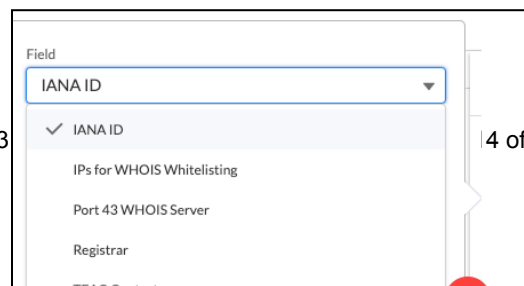 Field
IANA ID
IANA ID
3
4 of
IPs for WHOIS Whitelisting
Port 43 WHOIS Server
Registrar